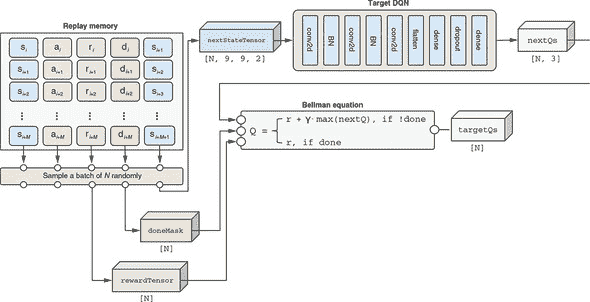 Replay memory
s_i a_i r_i d_i s_{i+1}
s_{i+1} a_{i+1} r_{i+1} d_{i+1} s_{i+2}
s_{i+2} a_{i+2} r_{i+2} d_{i+2} s_{i+3}
⋮ ⋮ ⋮ ⋮ ⋮
s_{i+M} a_{i+M} r_{i+M} d_{i+M} s_{i+M+1}
Sample a batch of N randomly
nextStateTensor
[N, 9, 9, 2]
Target DQN
conv2d
BN
conv2d
BN
conv2d
flatten
dense
dropout
dense
nextQs
[N, 3]
Bellman equation
Q = {
r + γ·max(nextQ), if !done
r, if done
targetQs
[N]
doneMask
[N]
rewardTensor
[N]